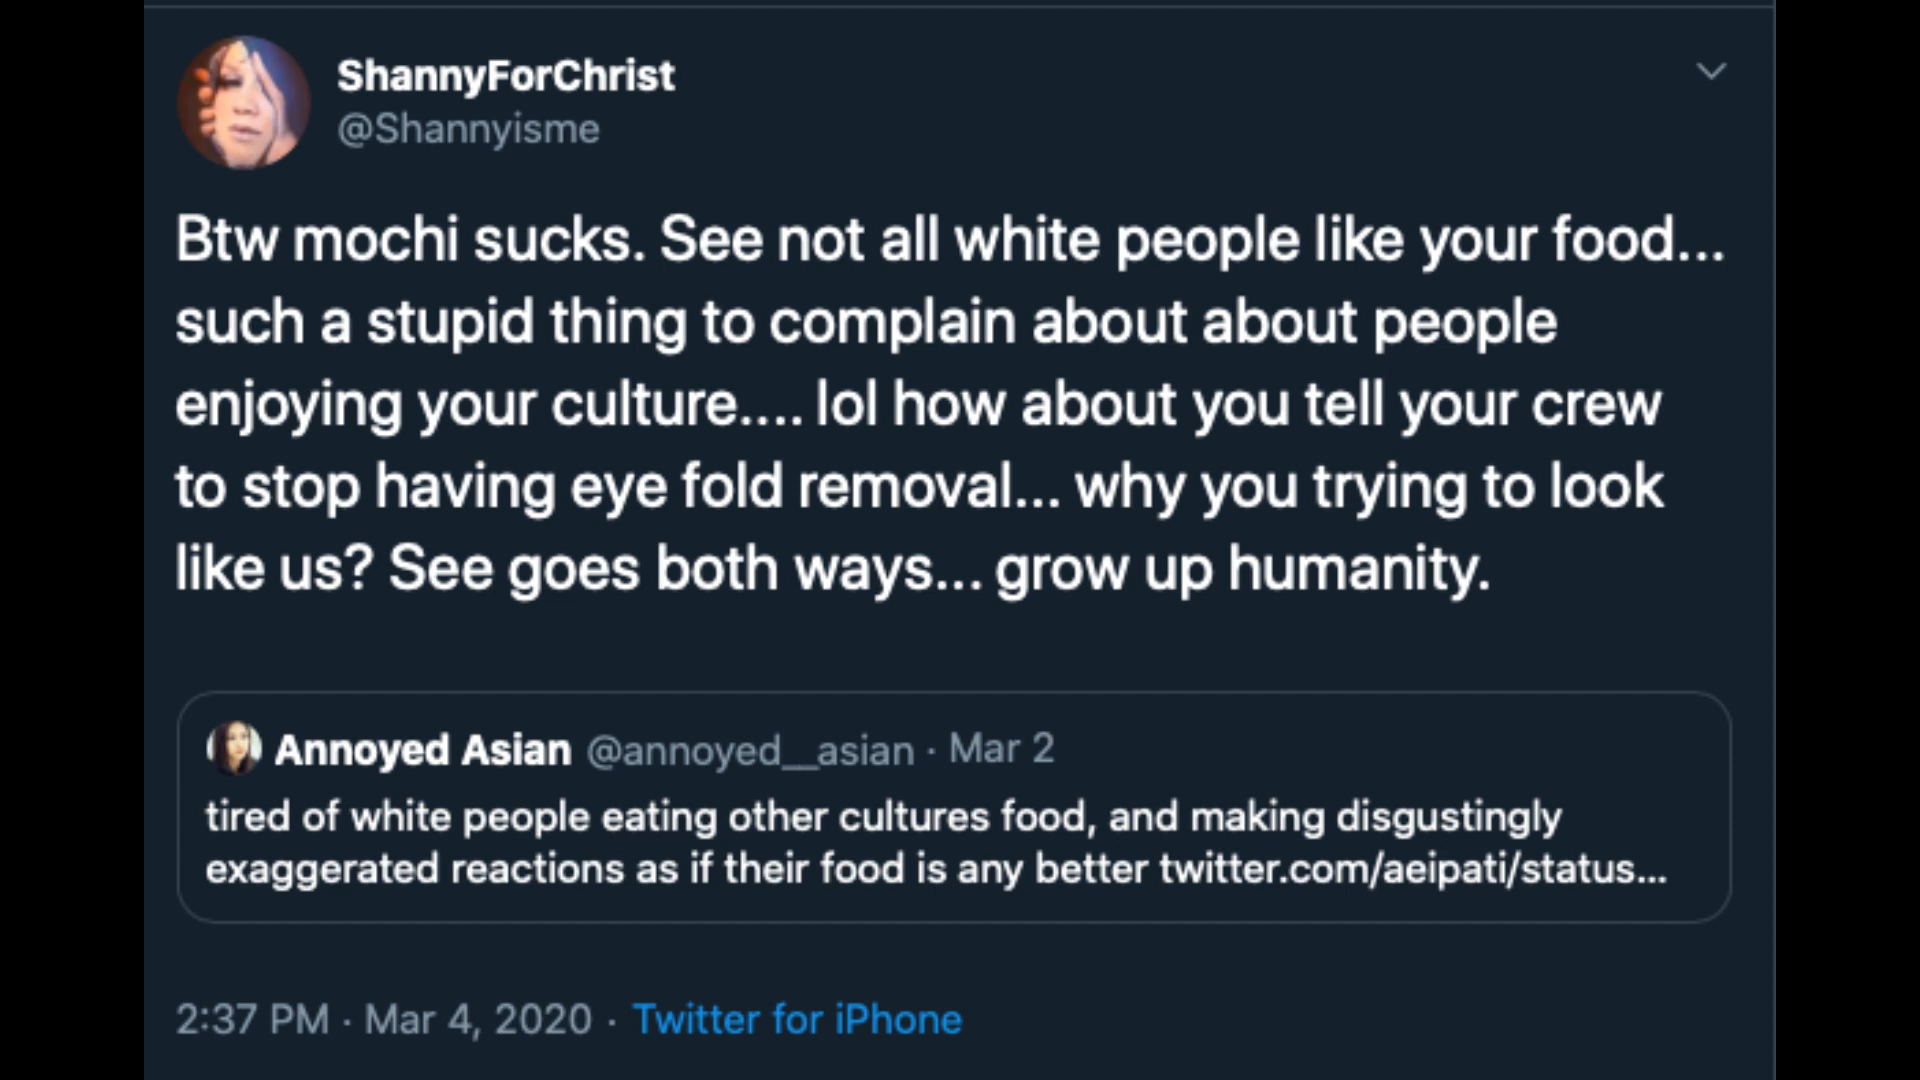 ShannyForChrist
@Shannyisme
Btw mochi sucks. See not all white people like your food...
such a stupid thing to complain about about people
enjoying your culture.... lol how about you tell your crew
to stop having eye fold removal... why you trying to look
like us? See goes both ways... grow up humanity.
Annoyed Asian @annoyed__asian · Mar 2
tired of white people eating other cultures food, and making disgustingly
exaggerated reactions as if their food is any better twitter.com/aeipati/status...
2:37 PM · Mar 4, 2020 · Twitter for iPhone